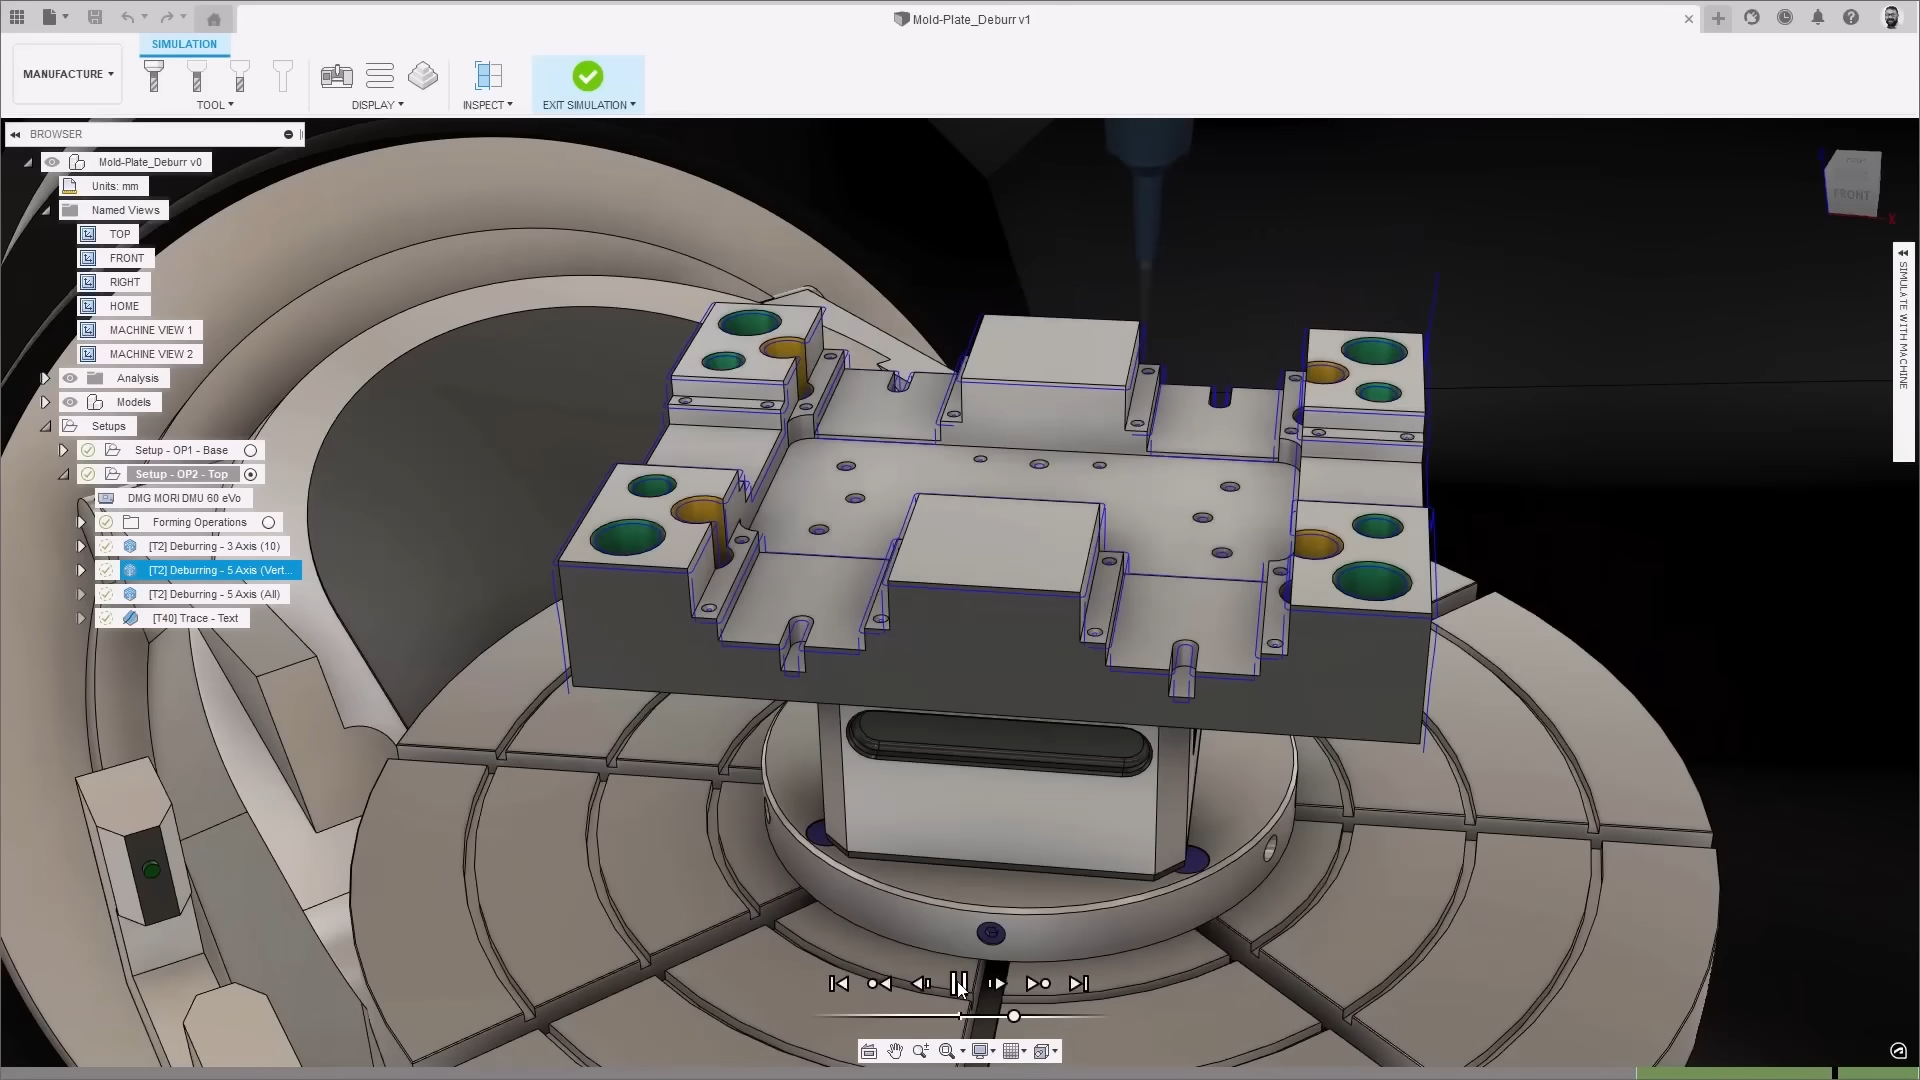 Mold-Plate_Deburr v1
SIMULATION
MANUFACTURE
TOOL
DISPLAY
INSPECT
EXIT SIMULATION
BROWSER
Mold-Plate_Deburr v0
Units: mm
Named Views
TOP
FRONT
RIGHT
HOME
MACHINE VIEW 1
MACHINE VIEW 2
Analysis
Models
Setups
Setup - OP1 - Base
Setup - OP2 - Top
DMG MORI DMU 60 eVo
Forming Operations
[T2] Deburring - 3 Axis (10)
[T2] Deburring - 5 Axis (Vert...
[T2] Deburring - 5 Axis (All)
[T40] Trace - Text
FRONT
X
SIMULATE WITH MACHINE